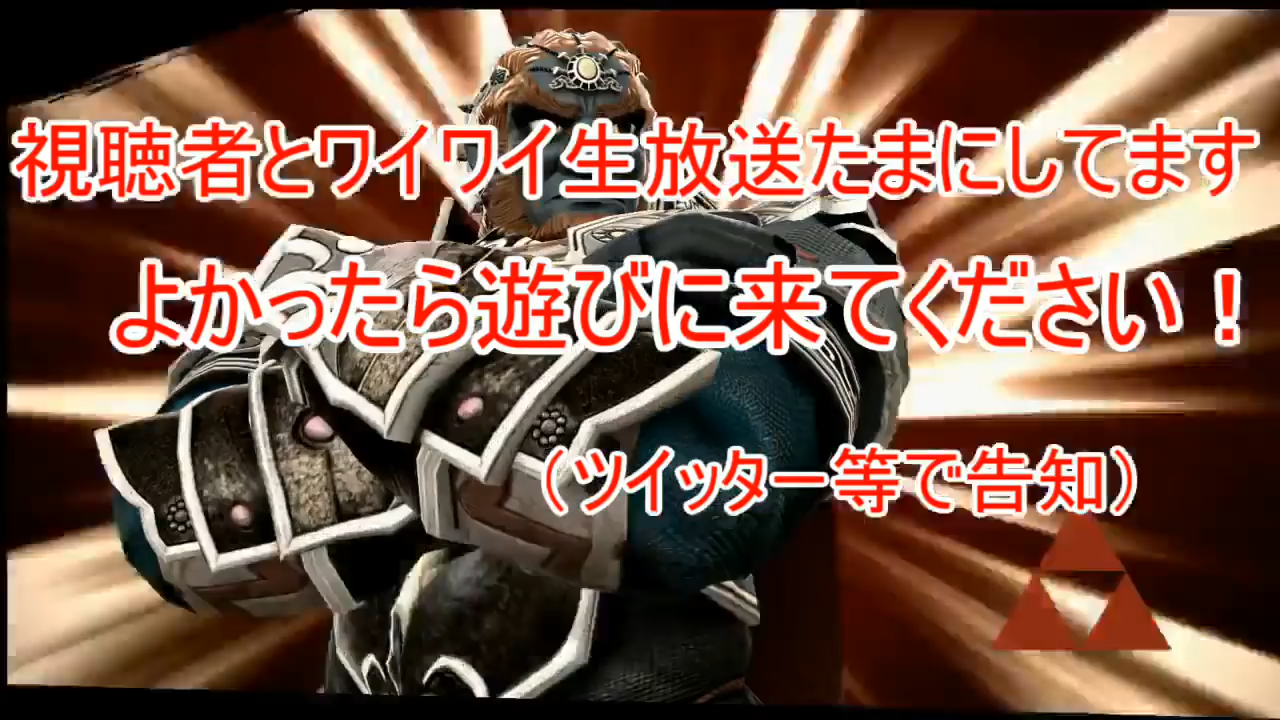 視聴者とワイワイ生放送たまにしてます
よかったら遊びに来てください！
（ツイッター等で告知）